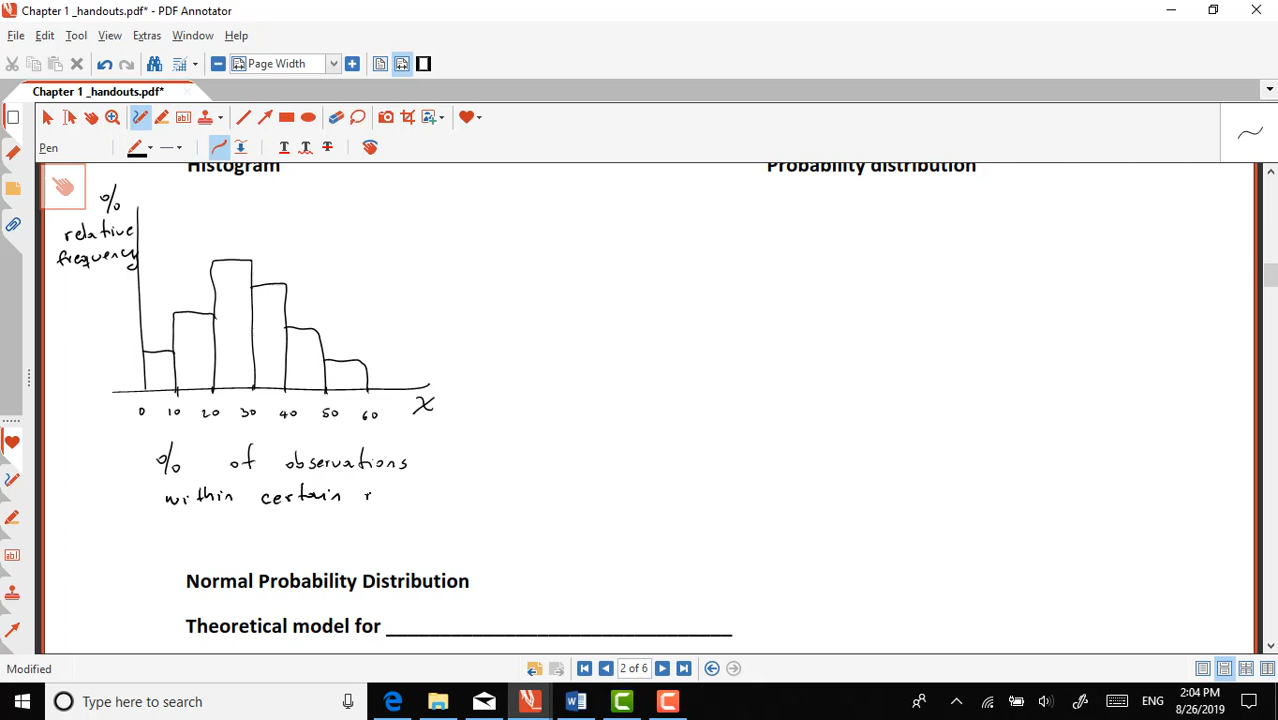 Chapter 1 _handouts.pdf* - PDF Annotator
File Edit Tool View Extras Window Help
Page Width
Chapter 1 _handouts.pdf*
Pen
Histogram Probability distribution
%
relative
frequency
0 10 20 30 40 50 60 x
% of observations
within certain r
Normal Probability Distribution
Theoretical model for ________________________________
Modified 2 of 6
Type here to search ENG 2:04 PM
8/26/2019